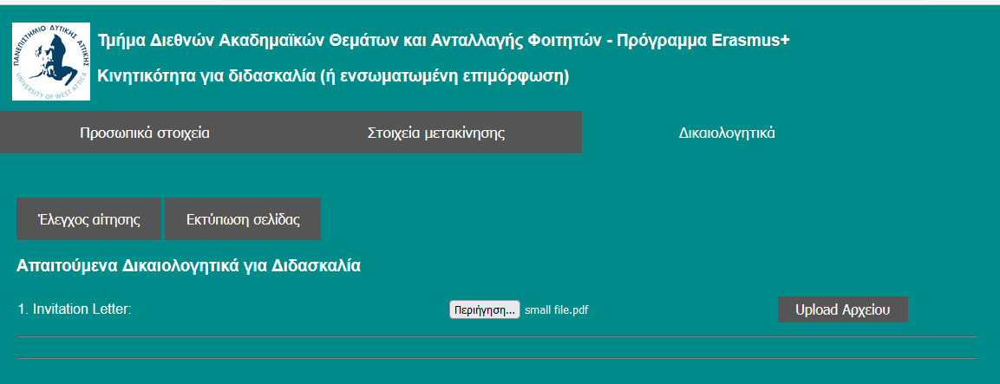 ΠΑΝΕΠΙΣΤΗΜΙΟ ΔΥΤΙΚΗΣ ΑΤΤΙΚΗΣ
UNIVERSITY OF WEST ATTICA
Τμήμα Διεθνών Ακαδημαϊκών Θεμάτων και Ανταλλαγής Φοιτητών - Πρόγραμμα Erasmus+
Κινητικότητα για διδασκαλία (ή ενσωματωμένη επιμόρφωση)
Προσωπικά στοιχεία Στοιχεία μετακίνησης Δικαιολογητικά
Έλεγχος αίτησης Εκτύπωση σελίδας
Απαιτούμενα Δικαιολογητικά για Διδασκαλία
1. Invitation Letter: Περιήγηση... small file.pdf Upload Αρχείου